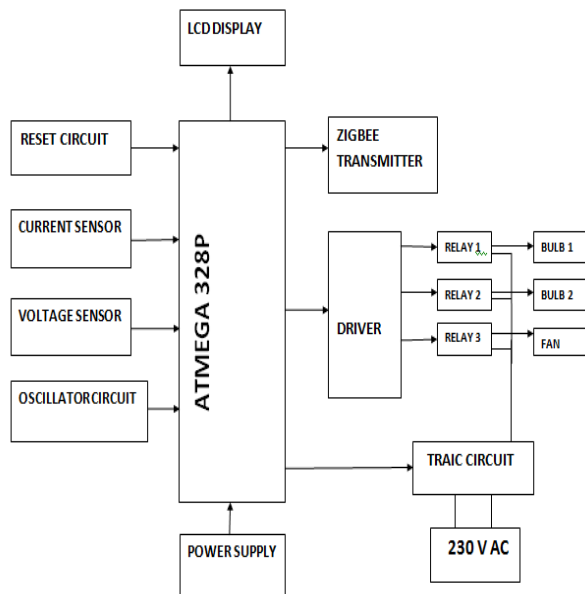 LCD DISPLAY
RESET CIRCUIT
ZIGBEE
TRANSMITTER
CURRENT SENSOR
ATMEGA 328P
RELAY 1
BULB 1
RELAY 2
BULB 2
VOLTAGE SENSOR
DRIVER
RELAY 3
FAN
OSCILLATOR CIRCUIT
TRAIC CIRCUIT
POWER SUPPLY
230 V AC